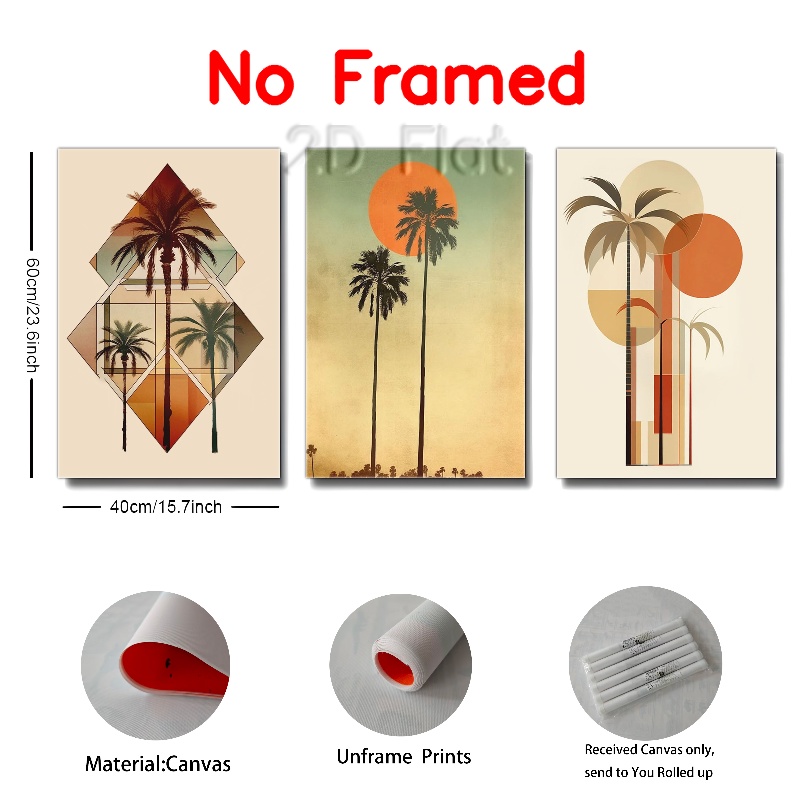 No Framed
2D Flat
60cm/23.6inch
40cm/15.7inch
Material:Canvas
Unframe Prints
Received Canvas only,
send to You Rolled up